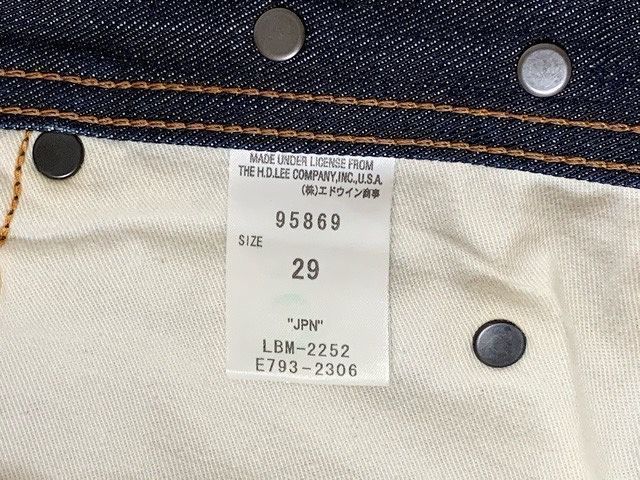 MADE UNDER LICENSE FROM
THE H.D.LEE COMPANY,INC.,U.S.A.
(株)エドウイン商事
95869
SIZE
29
"JPN"
LBM-2252
E793-2306